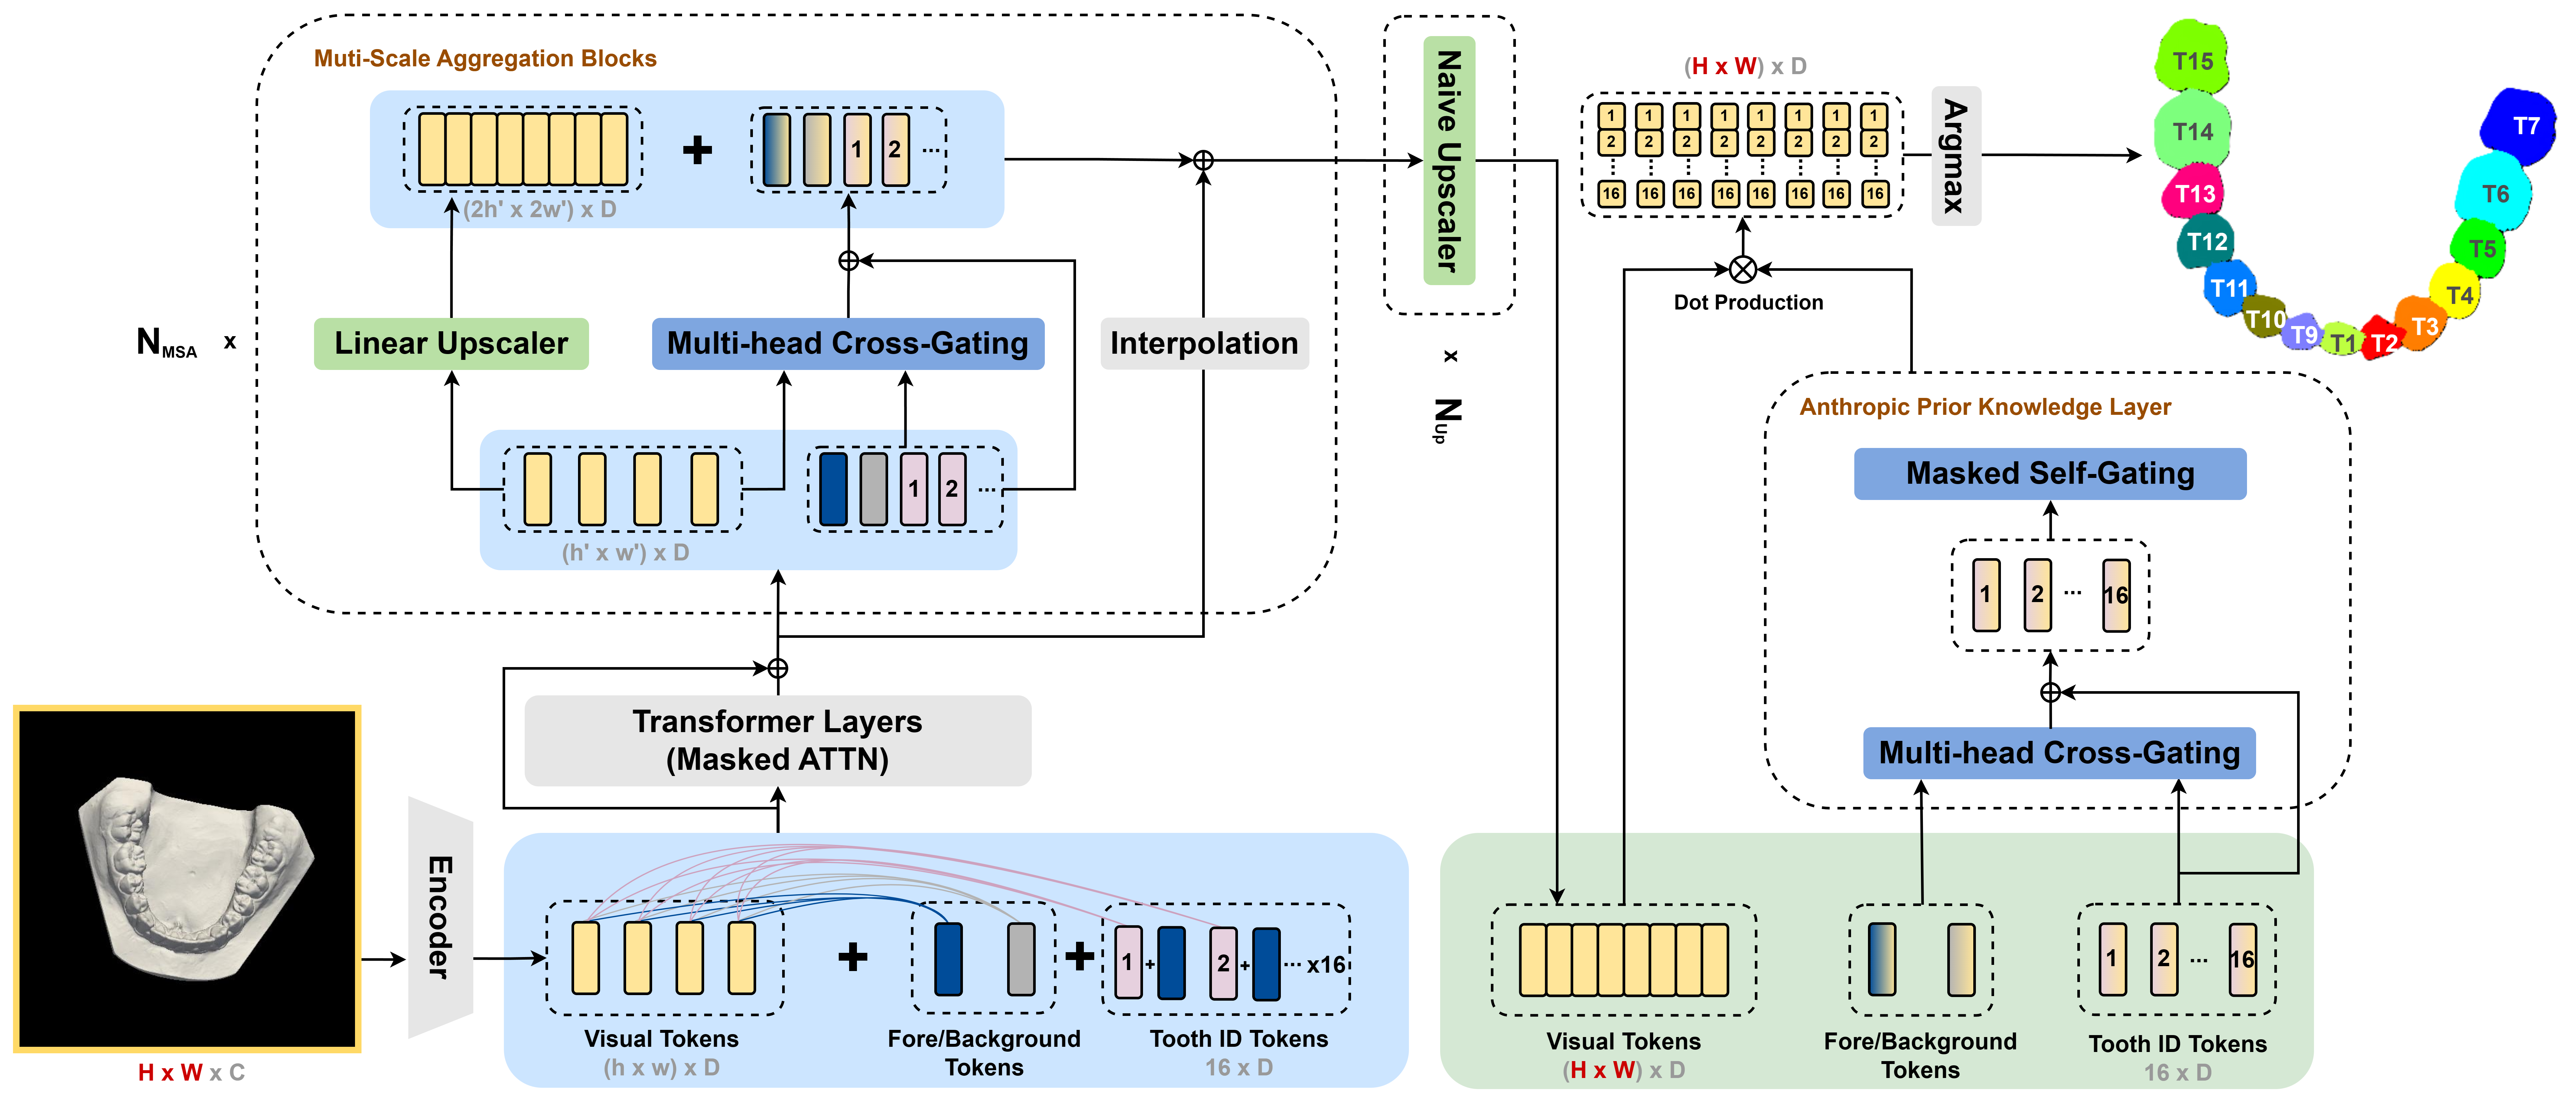 Muti-Scale Aggregation Blocks
+
1
2
...
(2h' x 2w') x D
N MSA x
Linear Upscaler
Multi-head Cross-Gating
Interpolation
1
2
...
(h' x w') x D
Transformer Layers
(Masked ATTN)
H x W x C
Encoder
+
+
1
+
2
+
... x16
Visual Tokens
(h x w) x D
Fore/Background
Tokens
Tooth ID Tokens
16 x D
Naive Upscaler
x N Up
(H x W) x D
1 1 1 1 1 1 1 1
2 2 2 2 2 2 2 2
16 16 16 16 16 16 16 16
Argmax
Dot Production
T15
T14
T13
T12
T11
T10
T9
T1
T2
T3
T4
T5
T6
T7
Anthropic Prior Knowledge Layer
Masked Self-Gating
1
2
...
16
Multi-head Cross-Gating
1
2
...
16
Visual Tokens
(H x W) x D
Fore/Background
Tokens
Tooth ID Tokens
16 x D